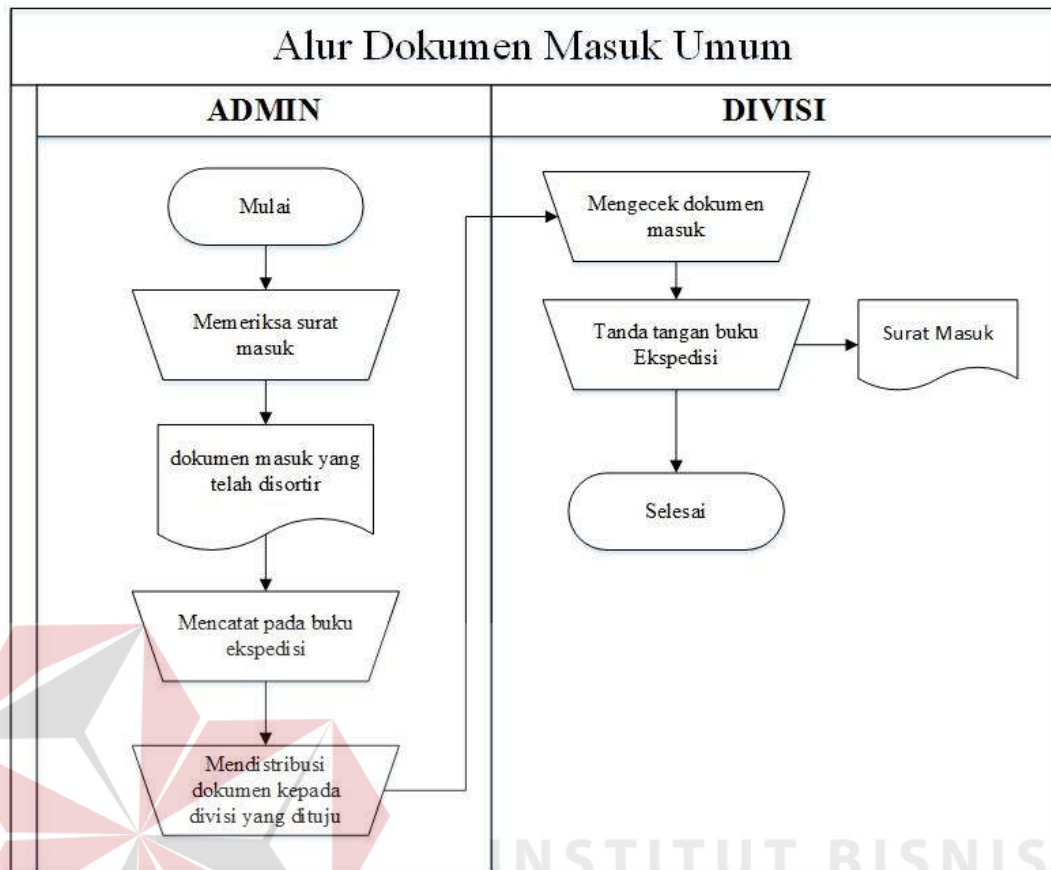 Alur Dokumen Masuk Umum
ADMIN
DIVISI
Mulai
Memeriksa surat
masuk
dokumen masuk yang
telah disortir
Mencatat pada buku
ekspedisi
Mendistribusi
dokumen kepada
divisi yang dituju
Mengecek dokumen
masuk
Tanda tangan buku
Ekspedisi
Surat Masuk
Selesai
INSTITUT BISNIS